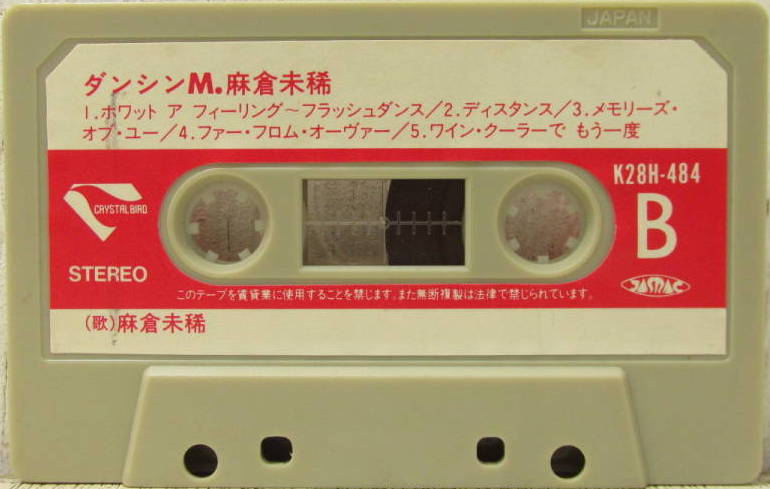 JAPAN
ダンシンM.麻倉未稀
1.ホワット ア フィーリング〜フラッシュダンス/2.ディスタンス/3.メモリーズ・
オブ・ユー/4.ファー・フロム・オーヴァー/5.ワイン・クーラーで もう一度
K28H-484
CRYSTAL BIRD
B
STEREO
JASRAC
このテープを賃貸業に使用することを禁じます。また無断複製は法律で禁じられています。
(歌)麻倉未稀